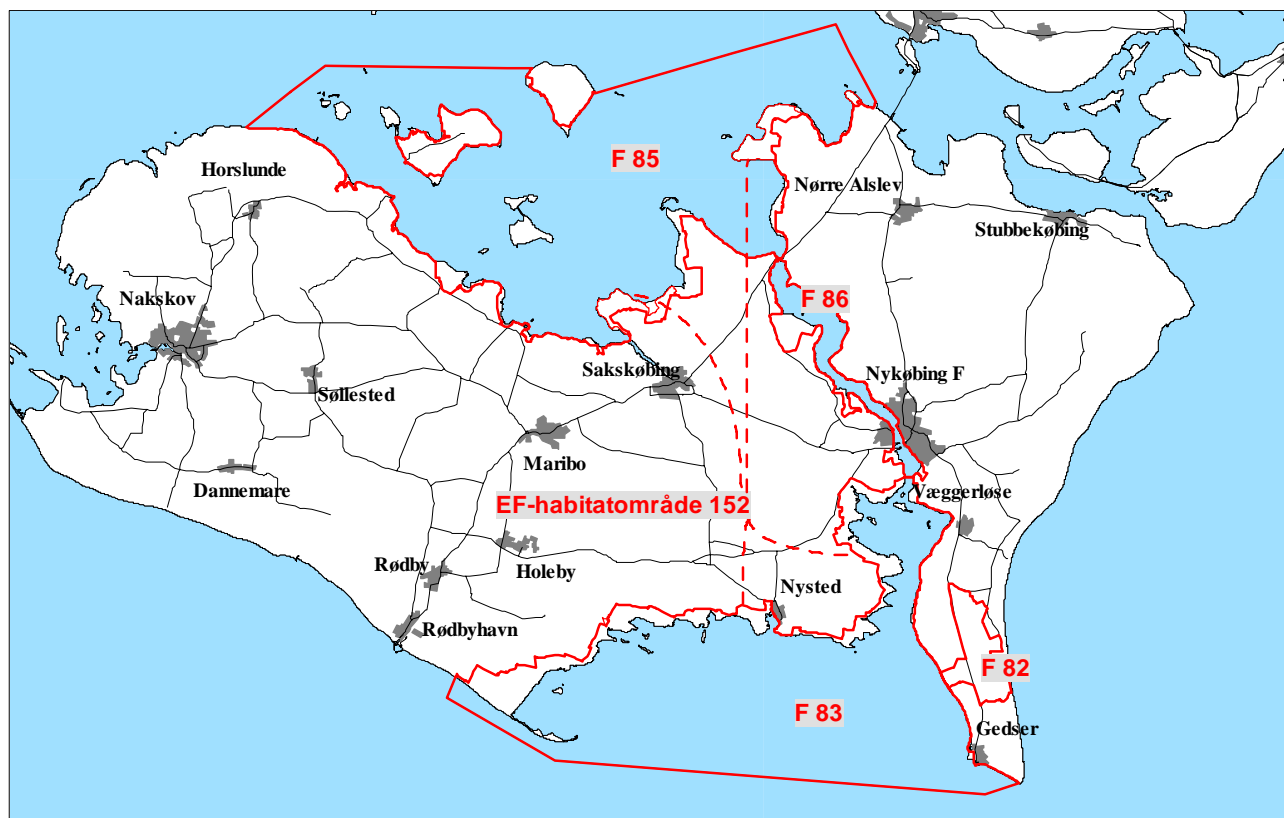 F 85
Horslunde
Nørre Alslev
Stubbekøbing
Nakskov
F 86
Sakskøbing
Nykøbing F
Søllested
Maribo
Dannemare
Væggerløse
EF-habitatområde 152
Rødby
Holeby
Nysted
Rødbyhavn
F 82
F 83
Gedser